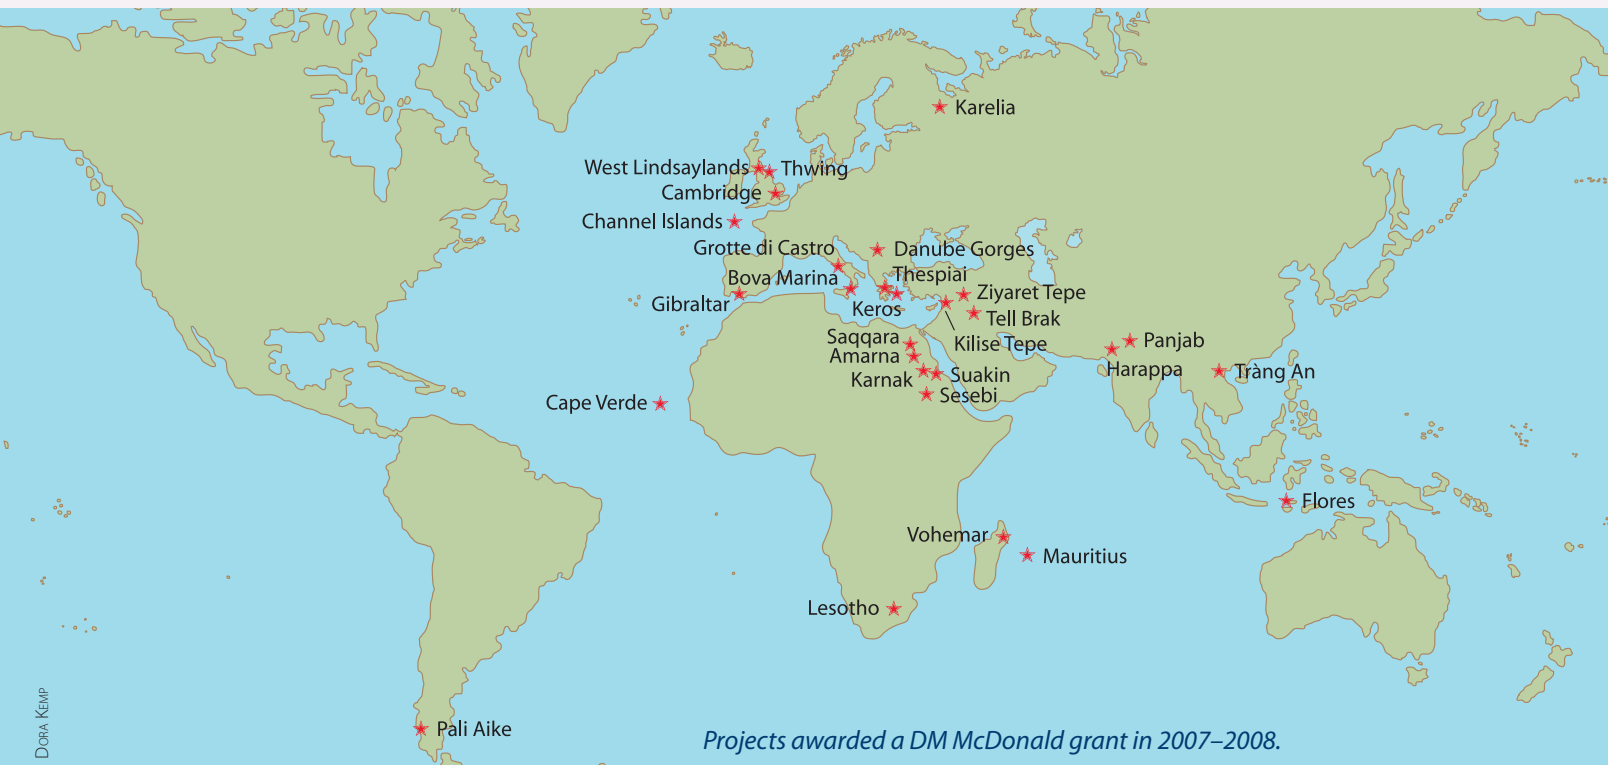 Karelia
West Lindsaylands
Thwing
Cambridge
Channel Islands
Grotte di Castro
Danube Gorges
Bova Marina
Thespiai
Gibraltar
Keros
Ziyaret Tepe
Tell Brak
Kilise Tepe
Saqqara
Amarna
Karnak
Suakin
Sesebi
Panjab
Harappa
Tràng An
Cape Verde
Flores
Vohemar
Mauritius
Lesotho
Pali Aike
DORA KEMP
Projects awarded a DM McDonald grant in 2007–2008.